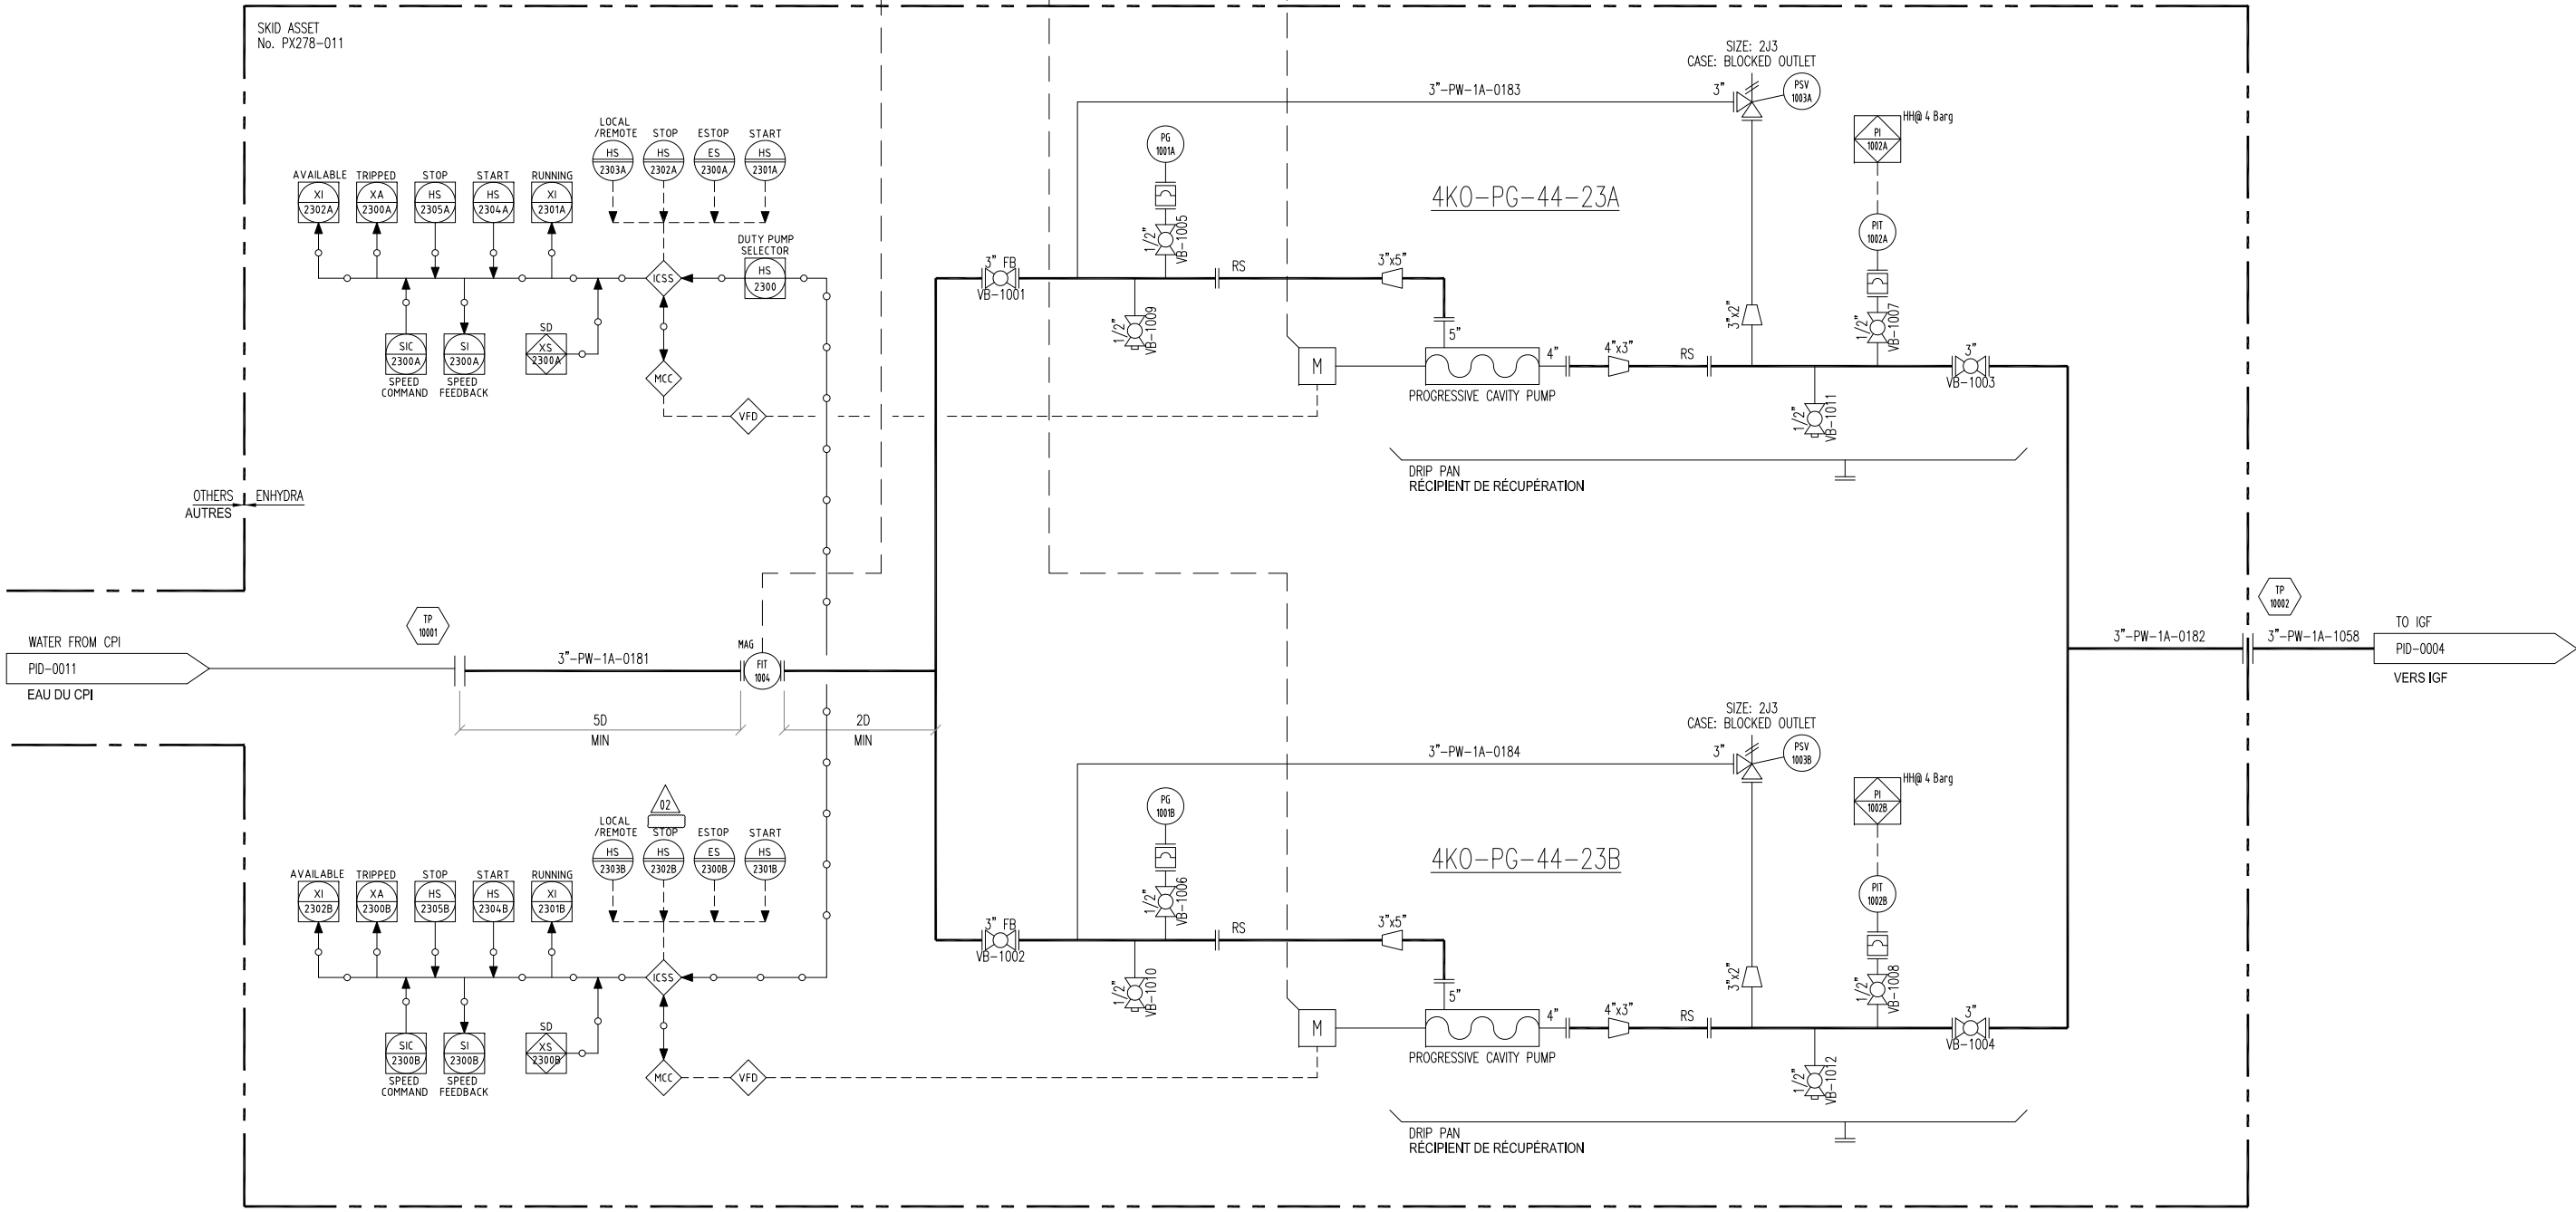 SKID ASSET
No. PX278-011
SIZE: 2J3
CASE: BLOCKED OUTLET
3"-PW-1A-0183
3"
PSV
1003A
HH@ 4 Barg
PI
1002A
PG
1001A
LOCAL
/REMOTE
STOP
ESTOP
START
HS
2303A
HS
2302A
ES
2300A
HS
2301A
AVAILABLE
TRIPPED
STOP
START
RUNNING
XI
2302A
XA
2300A
HS
2305A
HS
2304A
XI
2301A
4KO-PG-44-23A
1/2"
VB-1005
PIT
1002A
DUTY PUMP
SELECTOR
HS
2300
ICSS
3" FB
VB-1001
RS
3"x5"
1/2"
VB-1009
3"x2"
1/2"
VB-1007
SD
XS
2300A
SIC
2300A
SI
2300A
SPEED
COMMAND
SPEED
FEEDBACK
MCC
VFD
M
5"
4"
4"x3"
RS
3"
VB-1003
PROGRESSIVE CAVITY PUMP
1/2"
VB-1011
DRIP PAN
RÉCIPIENT DE RÉCUPÉRATION
OTHERS
ENHYDRA
AUTRES
TP
10001
TP
10002
WATER FROM CPI
PID-0011
EAU DU CPI
3"-PW-1A-0181
MAG
FIT
1004
5D
MIN
2D
MIN
3"-PW-1A-0182
3"-PW-1A-1058
TO IGF
PID-0004
VERS IGF
SIZE: 2J3
CASE: BLOCKED OUTLET
3"-PW-1A-0184
3"
PSV
1003B
HH@ 4 Barg
PI
1002B
PG
1001B
02
LOCAL
/REMOTE
STOP
ESTOP
START
HS
2303B
HS
2302B
ES
2300B
HS
2301B
AVAILABLE
TRIPPED
STOP
START
RUNNING
XI
2302B
XA
2300B
HS
2305B
HS
2304B
XI
2301B
4KO-PG-44-23B
1/2"
VB-1006
PIT
1002B
ICSS
3" FB
VB-1002
RS
3"x5"
1/2"
VB-1010
3"x2"
1/2"
VB-1008
SD
XS
2300B
SIC
2300B
SI
2300B
SPEED
COMMAND
SPEED
FEEDBACK
MCC
VFD
M
5"
4"
4"x3"
RS
3"
VB-1004
PROGRESSIVE CAVITY PUMP
1/2"
VB-1012
DRIP PAN
RÉCIPIENT DE RÉCUPÉRATION